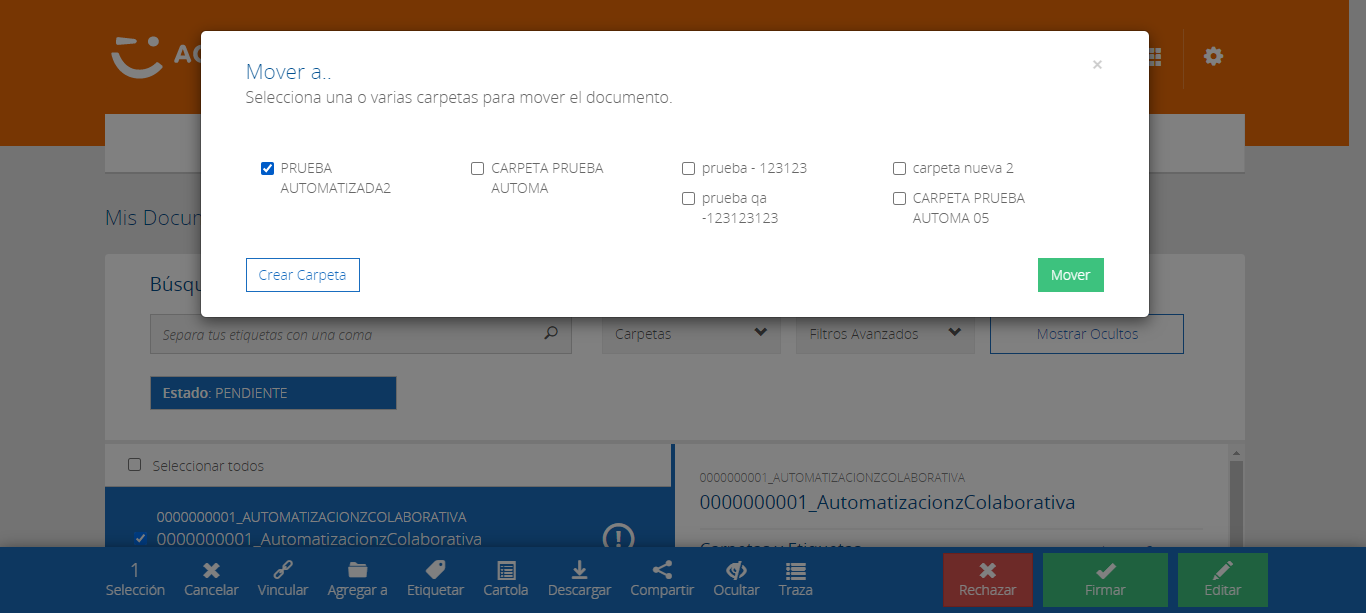 Mover a..
×
Selecciona una o varias carpetas para mover el documento.
PRUEBA
AUTOMATIZADA2
CARPETA PRUEBA
AUTOMA
prueba - 123123
prueba qa
-123123123
carpeta nueva 2
CARPETA PRUEBA
AUTOMA 05
Crear Carpeta
Mover
Separa tus etiquetas con una coma
Carpetas
Filtros Avanzados
Mostrar Ocultos
Estado: PENDIENTE
Seleccionar todos
0000000001_AUTOMATIZACIONZCOLABORATIVA
0000000001_AutomatizacionzColaborativa
0000000001_AUTOMATIZACIONZCOLABORATIVA
0000000001_AutomatizacionzColaborativa
Carpetas y Etiquetas
1
Selección
Cancelar
Vincular
Agregar a
Etiquetar
Cartola
Descargar
Compartir
Ocultar
Traza
Rechazar
Firmar
Editar